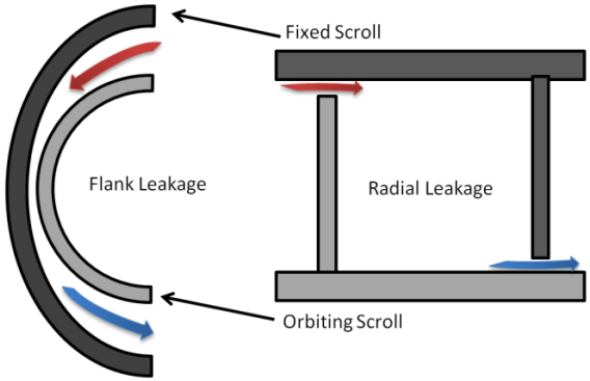 Fixed Scroll
Flank Leakage
Radial Leakage
Orbiting Scroll